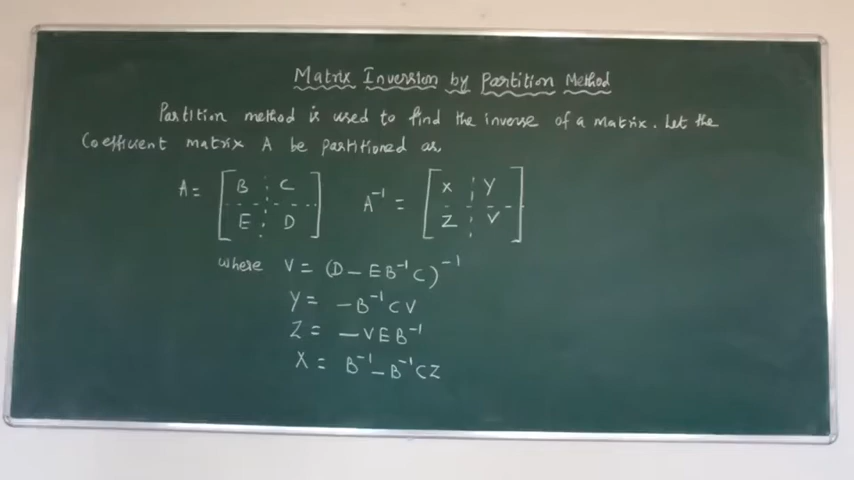 Matrix Inversion by Partition Method
Partition method is used to find the inverse of a matrix. Let the
Coefficient matrix A be partitioned as,
A = [ B C ; E D ] A⁻¹ = [ X Y ; Z V ]
where V = (D - EB⁻¹C)⁻¹
Y = -B⁻¹CV
Z = -VEB⁻¹
X = B⁻¹-B⁻¹CZ